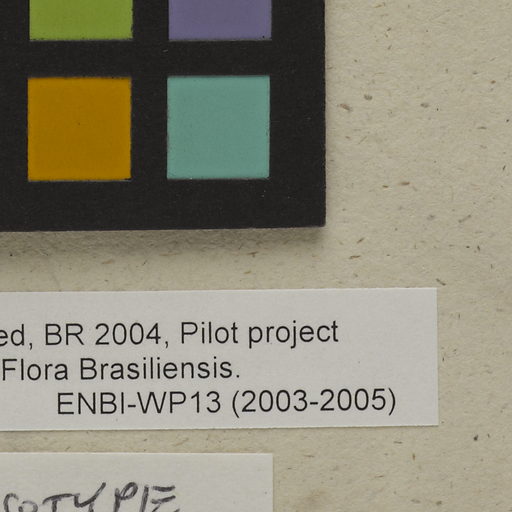 ed, BR 2004, Pilot project
Flora Brasiliensis.
ENBI-WP13 (2003-2005)